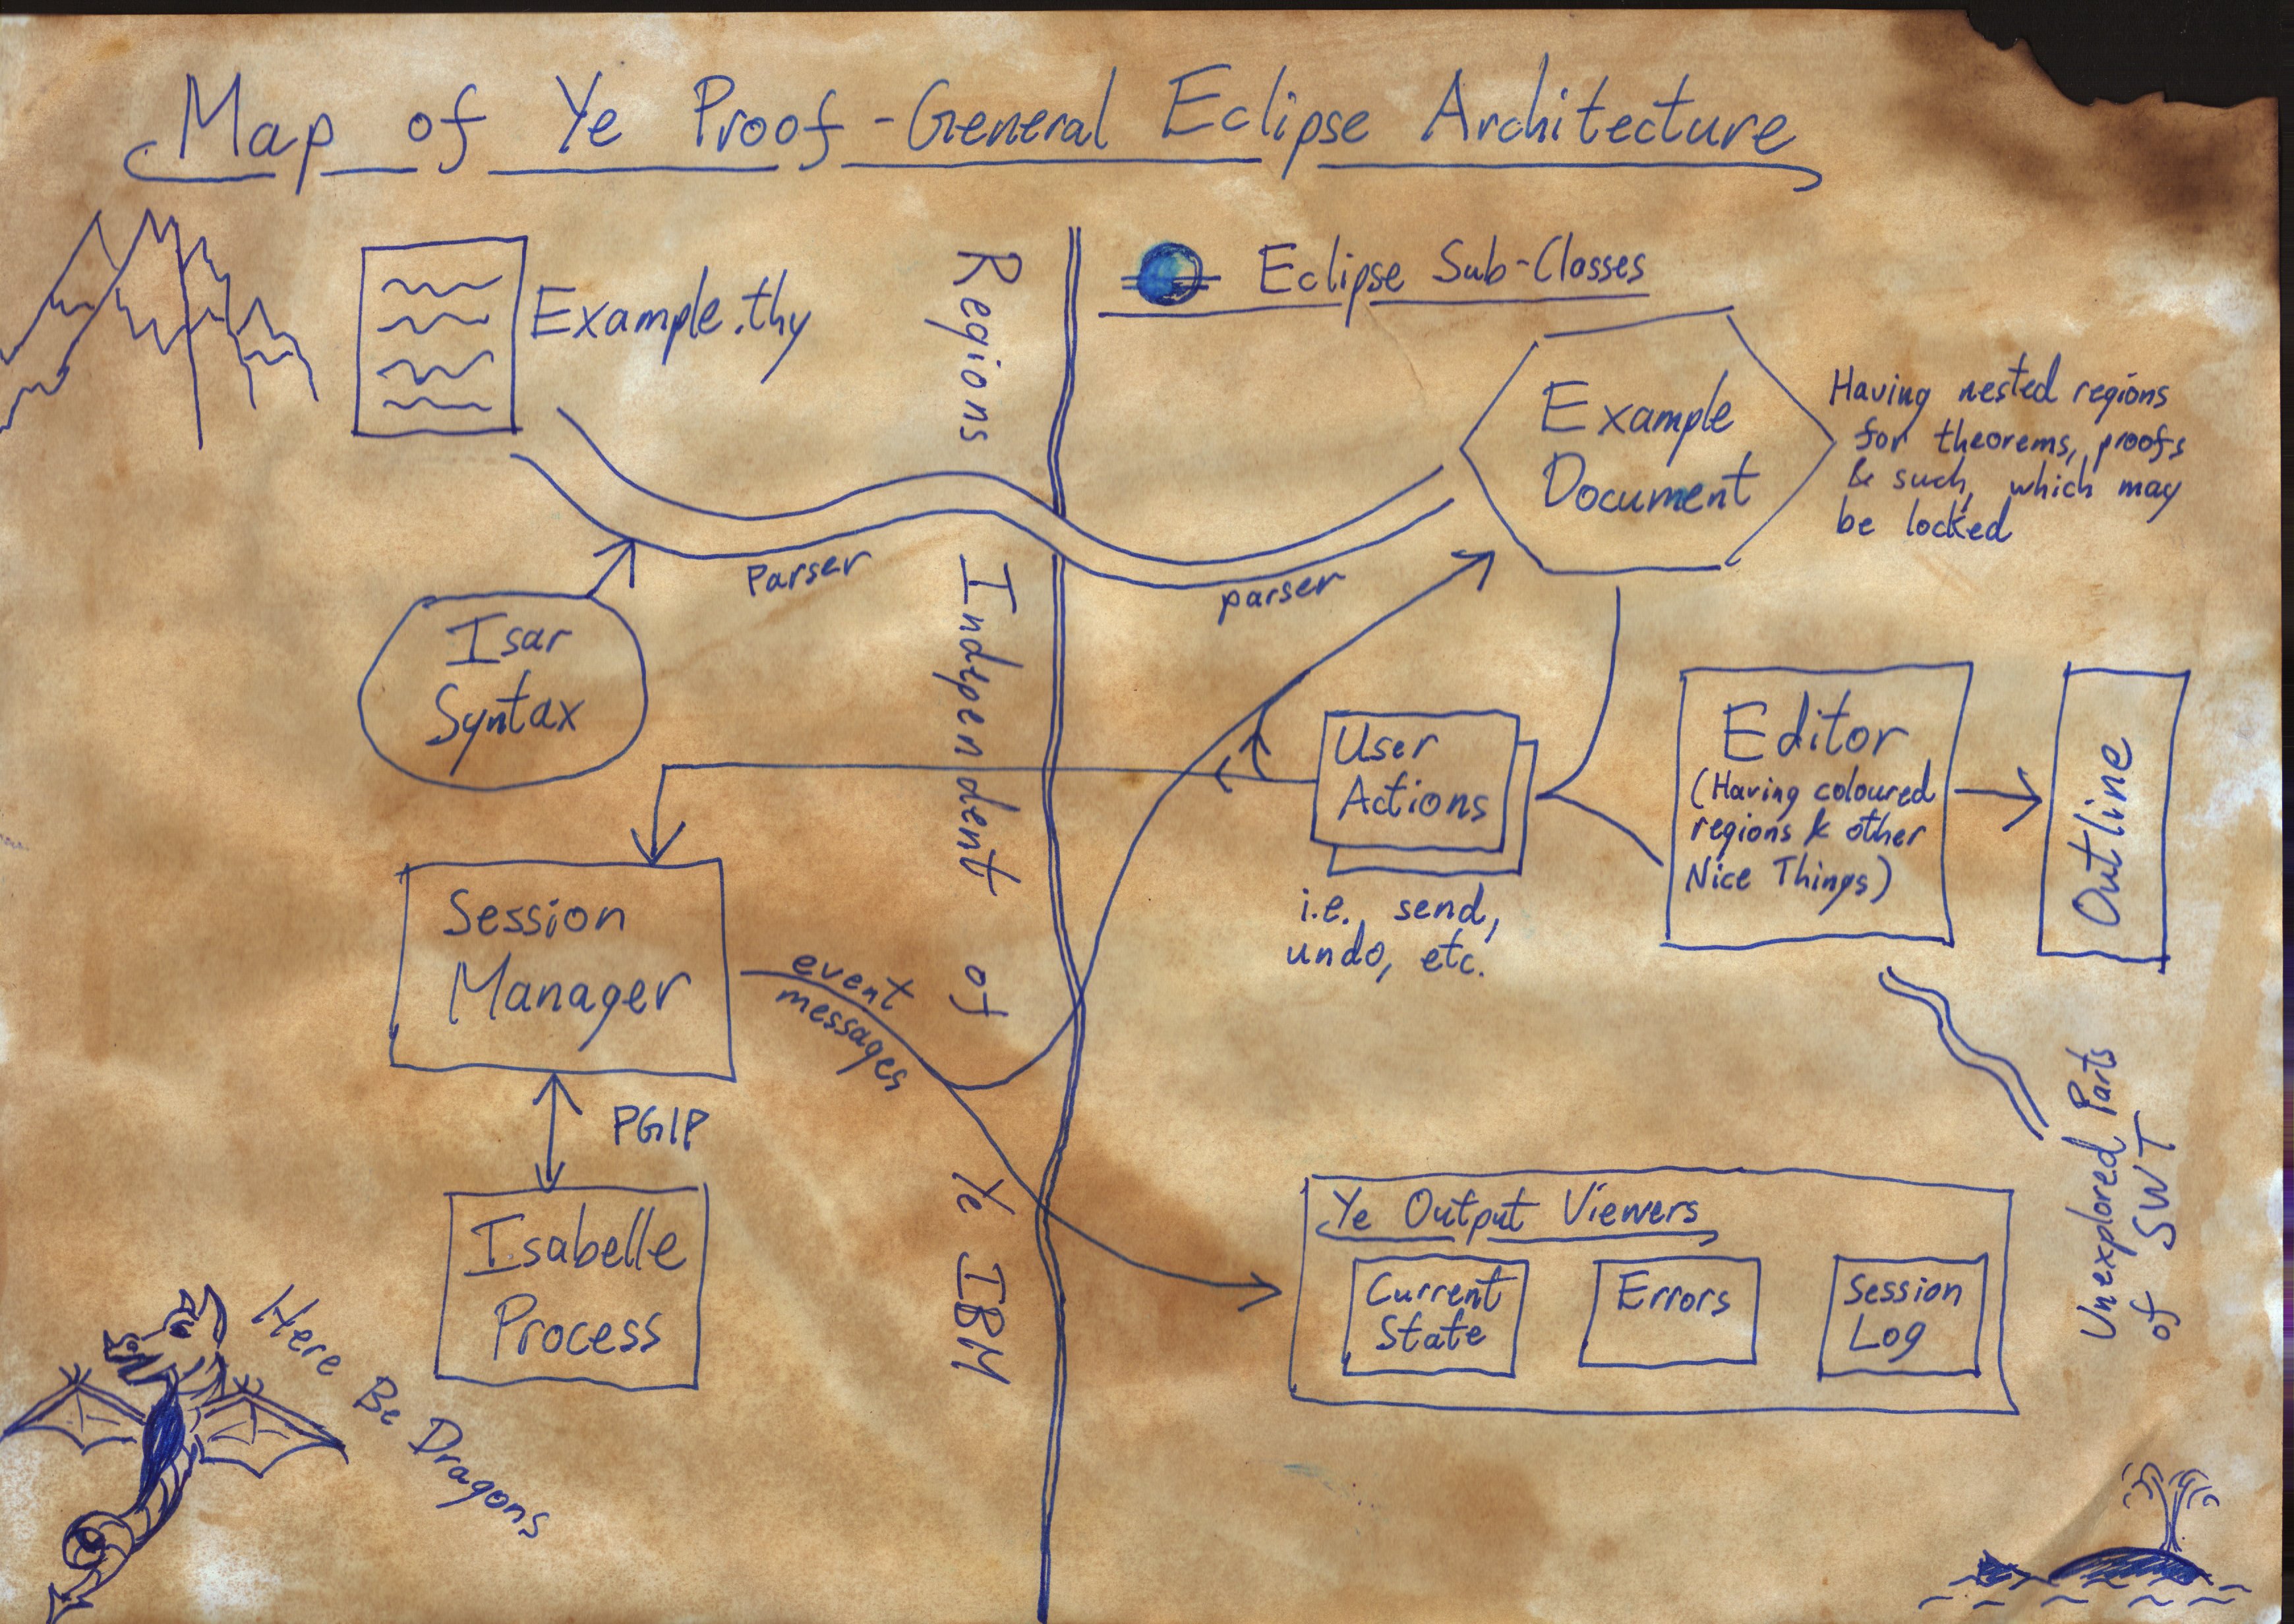 Map of Ye Proof-General Eclipse Architecture
Example.thy
Regions Indipendent of Ye IBM
Eclipse Sub-Classes
Example
Document
Having nested regions
for theorems, proofs
& such, which may
be locked
Parser
parser
Isar
Syntax
User
Actions
i.e. send,
undo, etc.
Editor
(Having coloured
regions & other
Nice Things)
Outline
Session
Manager
event
messages
PGIP
Isabelle
Process
Unexplored Parts
of SWT
Ye Output Viewers
Current
State
Errors
Session
Log
Here Be Dragons